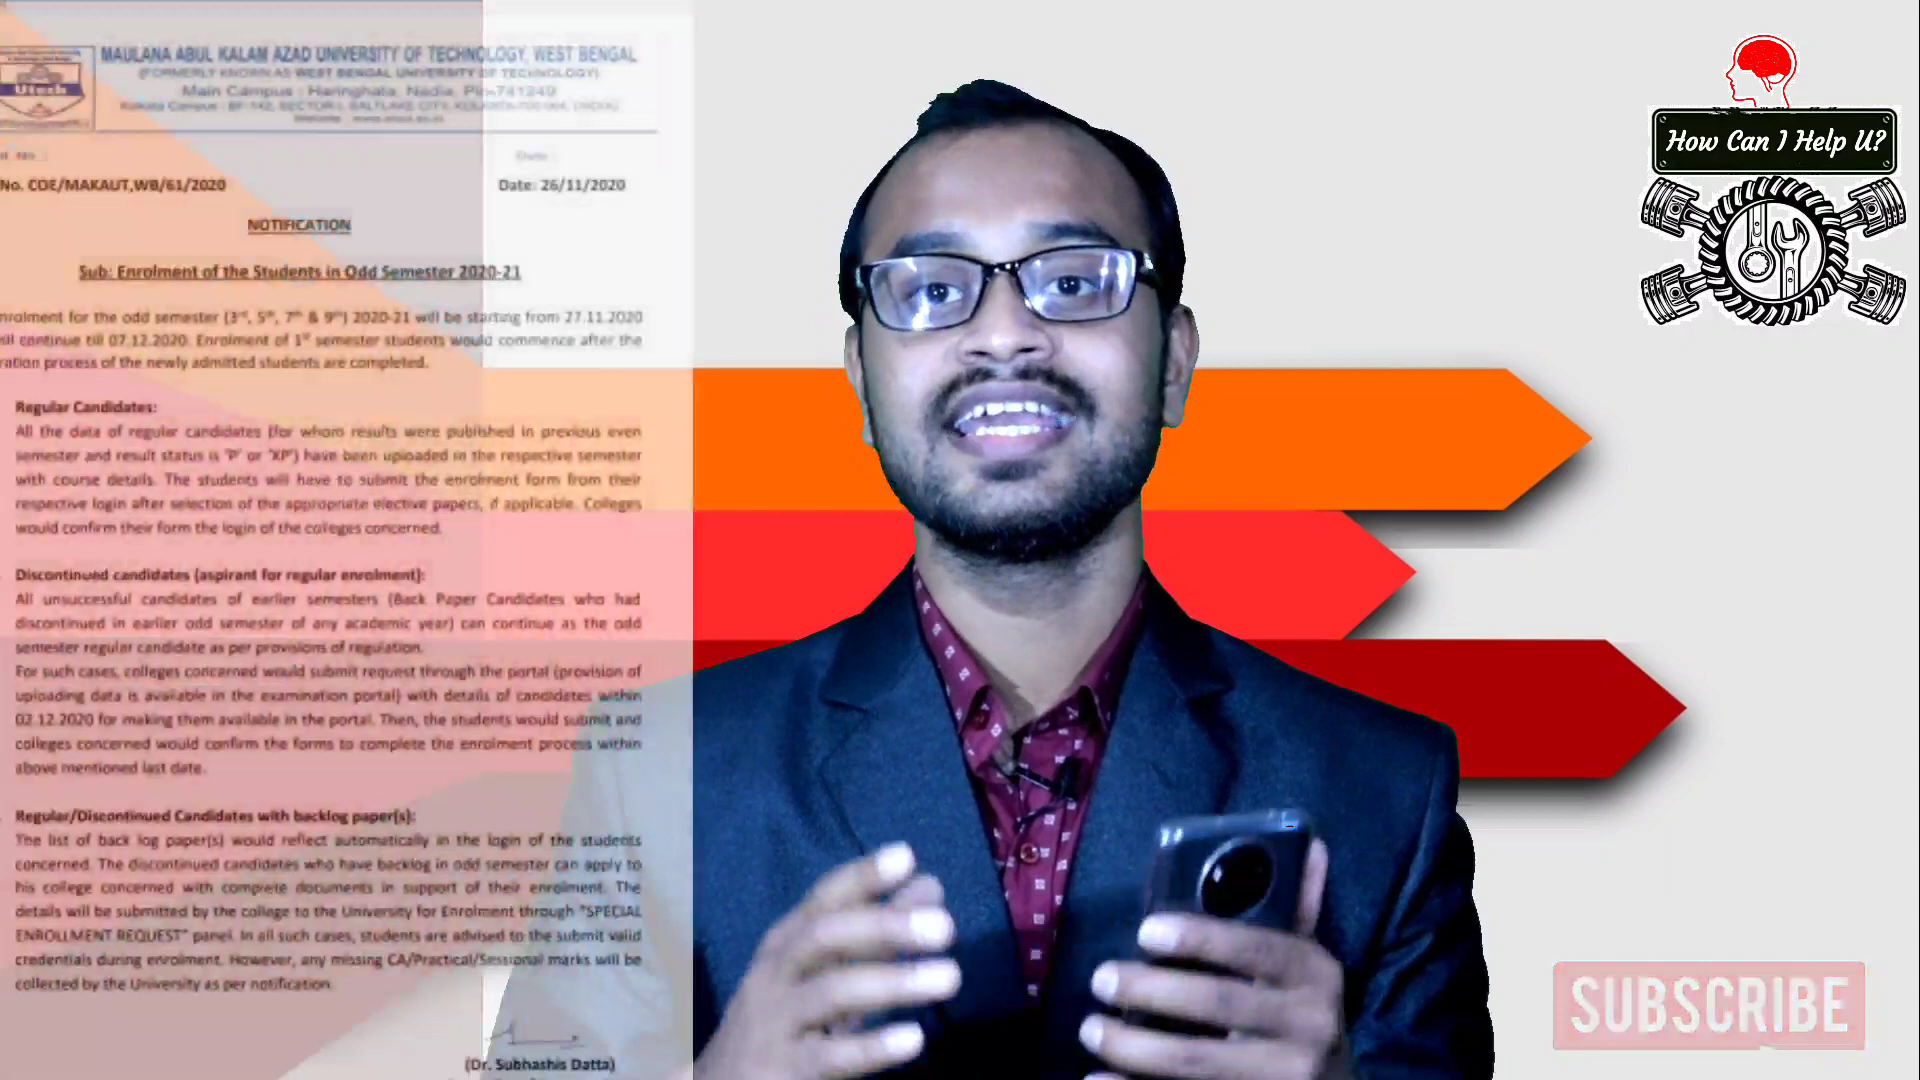 MAULANA ABUL KALAM AZAD UNIVERSITY OF TECHNOLOGY, WEST BENGAL
(FORMERLY KNOWN AS WEST BENGAL UNIVERSITY OF TECHNOLOGY)
Main Campus : Haringhata, Nadia, Pin-741249
Utech
Date :
No. COE/MAKAUT,WB/61/2020
Date: 26/11/2020
NOTIFICATION
Sub: Enrolment of the Students in Odd Semester 2020-21
nrolment for the odd semester (3rd, 5th, 7th & 9th) 2020-21 will be starting from 27.11.2020
ill continue till 07.12.2020. Enrolment of 1st semester students would commence after the
ration process of the newly admitted students are completed.
Regular Candidates:
All the data of regular candidates (for whom results were published in previous even
semester and result status is 'P' or 'XP') have been uploaded in the respective semester
with course details. The students will have to submit the enrolment form from their
respective login after selection of the appropriate elective papers, if applicable. Colleges
would confirm their form the login of the colleges concerned.
Discontinued candidates (aspirant for regular enrolment):
All unsuccessful candidates of earlier semesters (Back Paper Candidates who had
discontinued in earlier odd semester of any academic year) can continue as the odd
semester regular candidate as per provisions of regulation.
For such cases, colleges concerned would submit request through the portal (provision of
uploading data is available in the examination portal) with details of candidates within
02.12.2020 for making them available in the portal. Then, the students would submit and
colleges concerned would confirm the forms to complete the enrolment process within
above mentioned last date.
Regular/Discontinued Candidates with backlog paper(s):
The list of back log paper(s) would reflect automatically in the login of the students
concerned. The discontinued candidates who have backlog in odd semester can apply to
his college concerned with complete documents in support of their enrolment. The
details will be submitted by the college to the University for Enrolment through "SPECIAL
ENROLLMENT REQUEST" panel. In all such cases, students are advised to the submit valid
credentials during enrolment. However, any missing CA/Practical/Sessional marks will be
collected by the University as per notification.
(Dr. Subhashis Datta)
How Can I Help U?
SUBSCRIBE